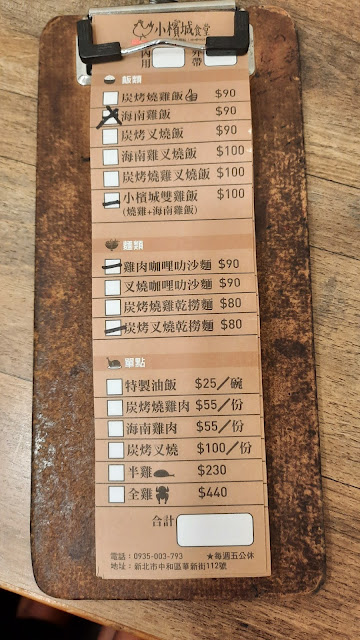 小檳城食堂
內用 外帶
飯類
炭烤燒雞飯 $90
海南雞飯 $90
炭烤叉燒飯 $90
海南雞叉燒飯 $100
炭烤燒雞叉燒飯 $100
小檳城雙雞飯 $100
(燒雞+海南雞飯)
麵類
雞肉咖哩叻沙麵 $90
叉燒咖哩叻沙麵 $90
炭烤燒雞乾撈麵 $80
炭烤叉燒乾撈麵 $80
單點
特製油飯 $25/碗
炭烤燒雞肉 $55/份
海南雞肉 $55/份
炭烤叉燒 $100/份
半雞 $230
全雞 $440
合計
電話:0935-003-793 ★每週五公休
地址:新北市中和區華新街112號